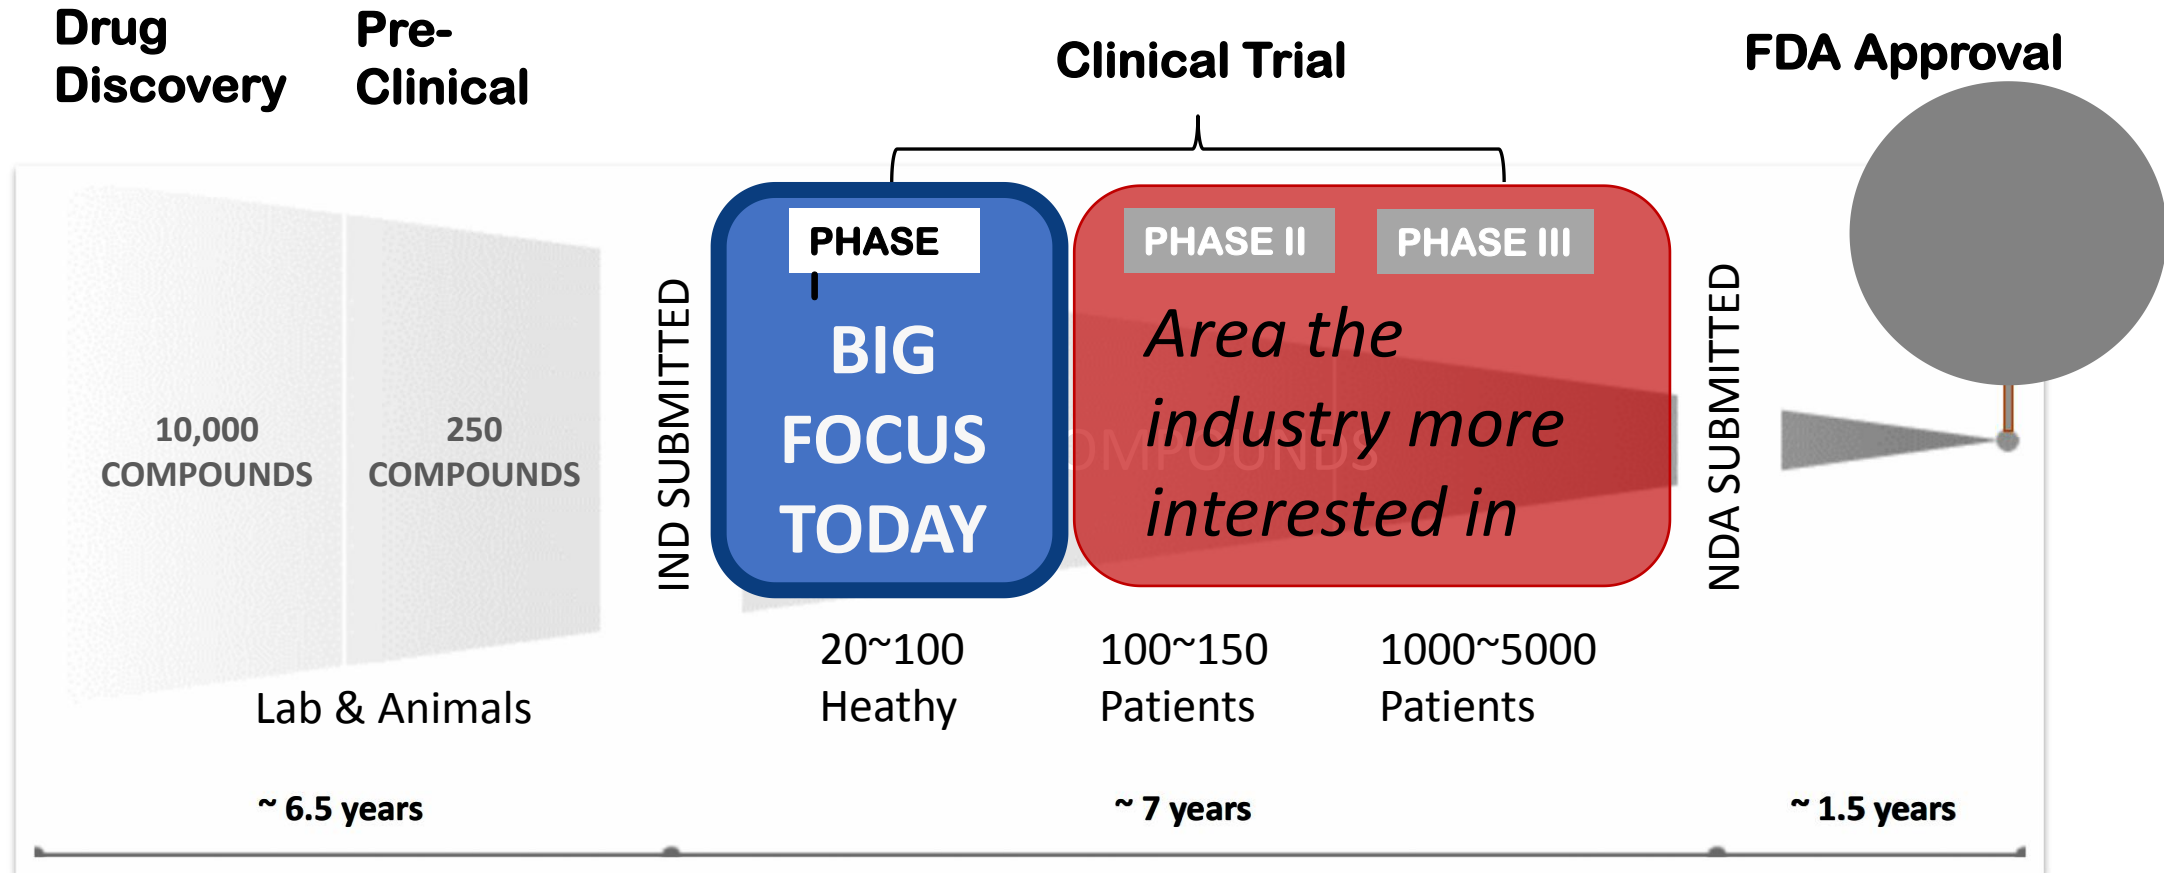 Drug
Discovery
Pre-
Clinical
Clinical Trial
FDA Approval
PHASE
I
BIG
FOCUS
TODAY
PHASE II
PHASE III
Area the
industry more
interested in
COMPOUNDS
10,000
COMPOUNDS
250
COMPOUNDS
IND SUBMITTED
NDA SUBMITTED
Lab & Animals
20~100
Heathy
100~150
Patients
1000~5000
Patients
~ 6.5 years
~ 7 years
~ 1.5 years